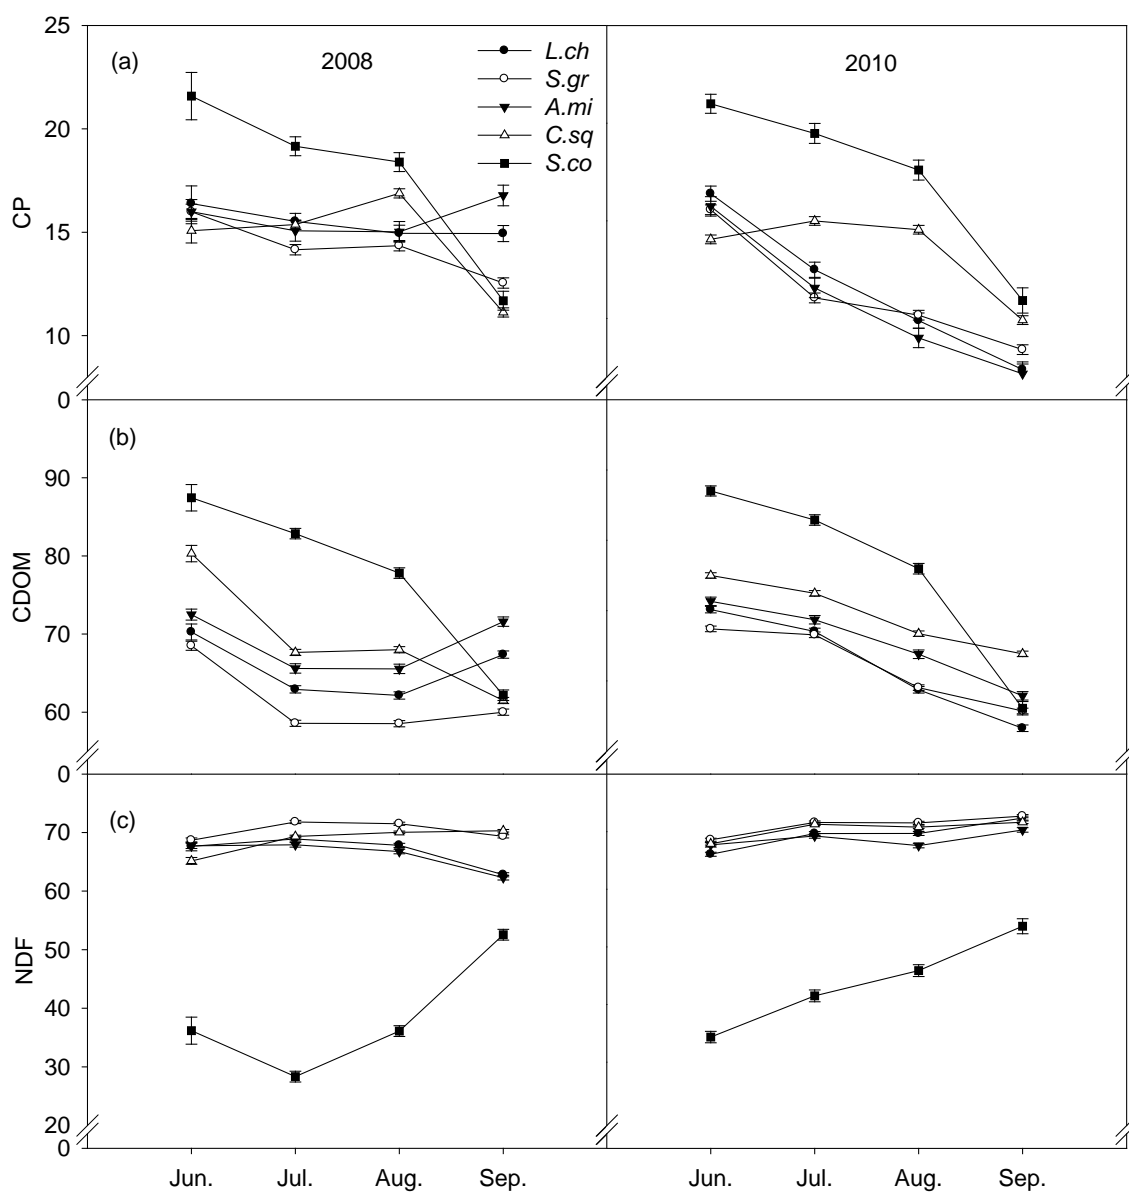 25
(a)
2008
L.ch
S.gr
A.mi
C.sq
S.co
2010
20
CP
15
10
0
(b)
90
80
CDOM
70
60
0
(c)
70
60
NDF
50
40
30
20
0
Jun.
Jul.
Aug.
Sep.
Jun.
Jul.
Aug.
Sep.